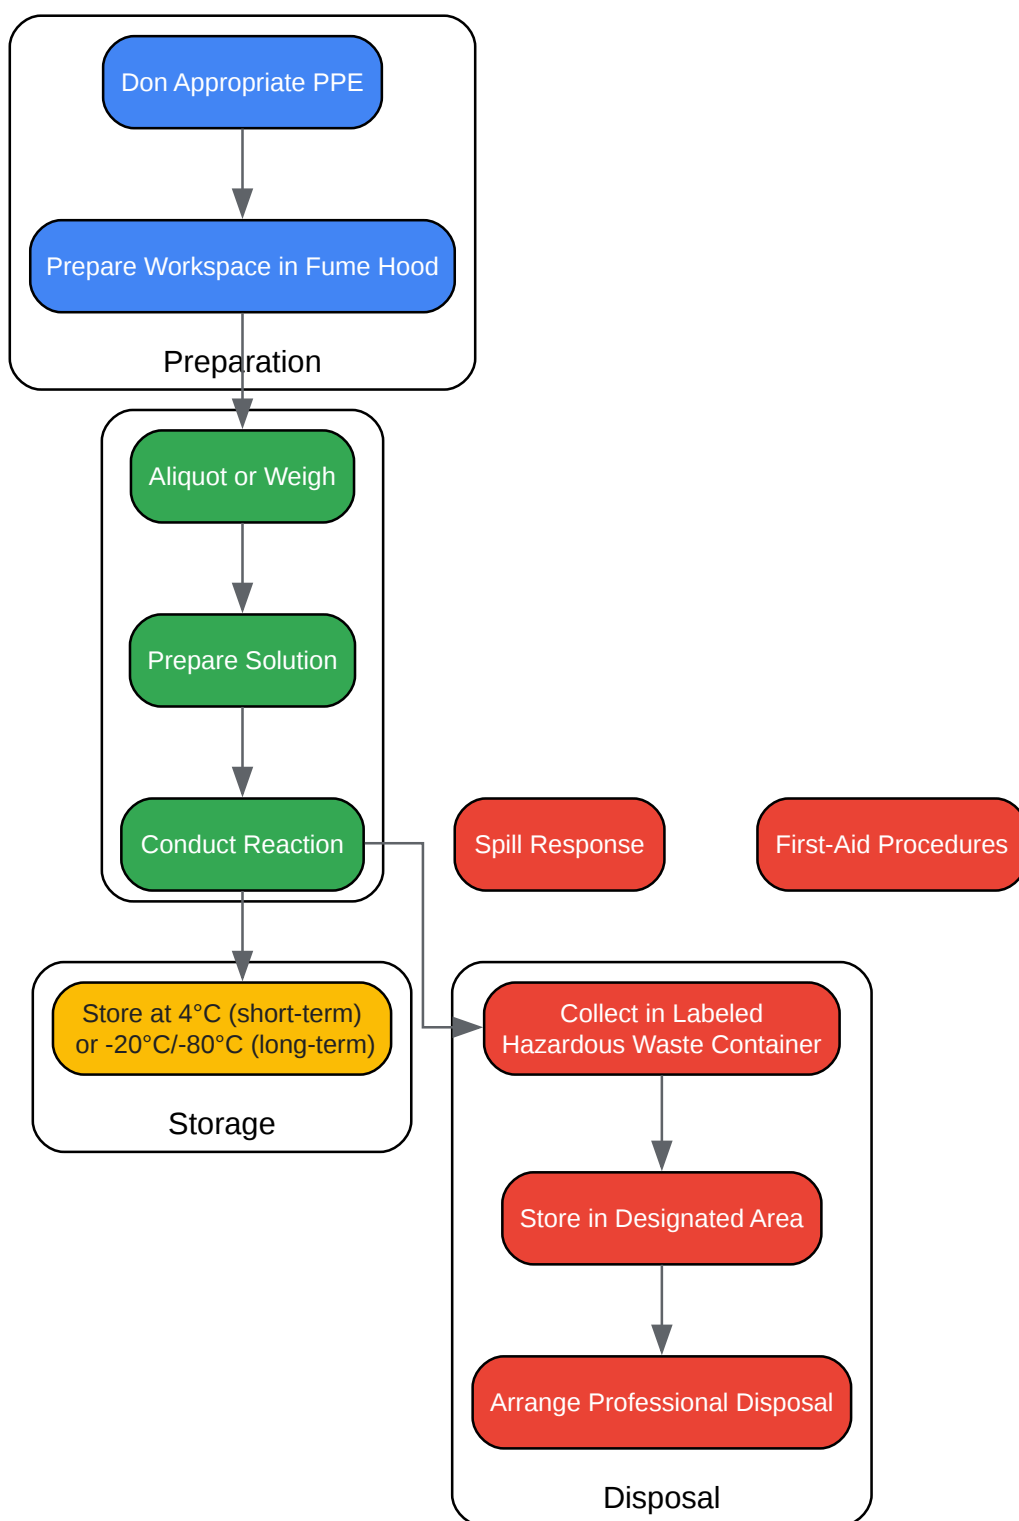 Don Appropriate PPE
Prepare Workspace in Fume Hood
Preparation
Aliquot or Weigh
Prepare Solution
Conduct Reaction
Spill Response
First-Aid Procedures
Store at 4°C (short-term)
or -20°C/-80°C (long-term)
Storage
Collect in Labeled
Hazardous Waste Container
Store in Designated Area
Arrange Professional Disposal
Disposal